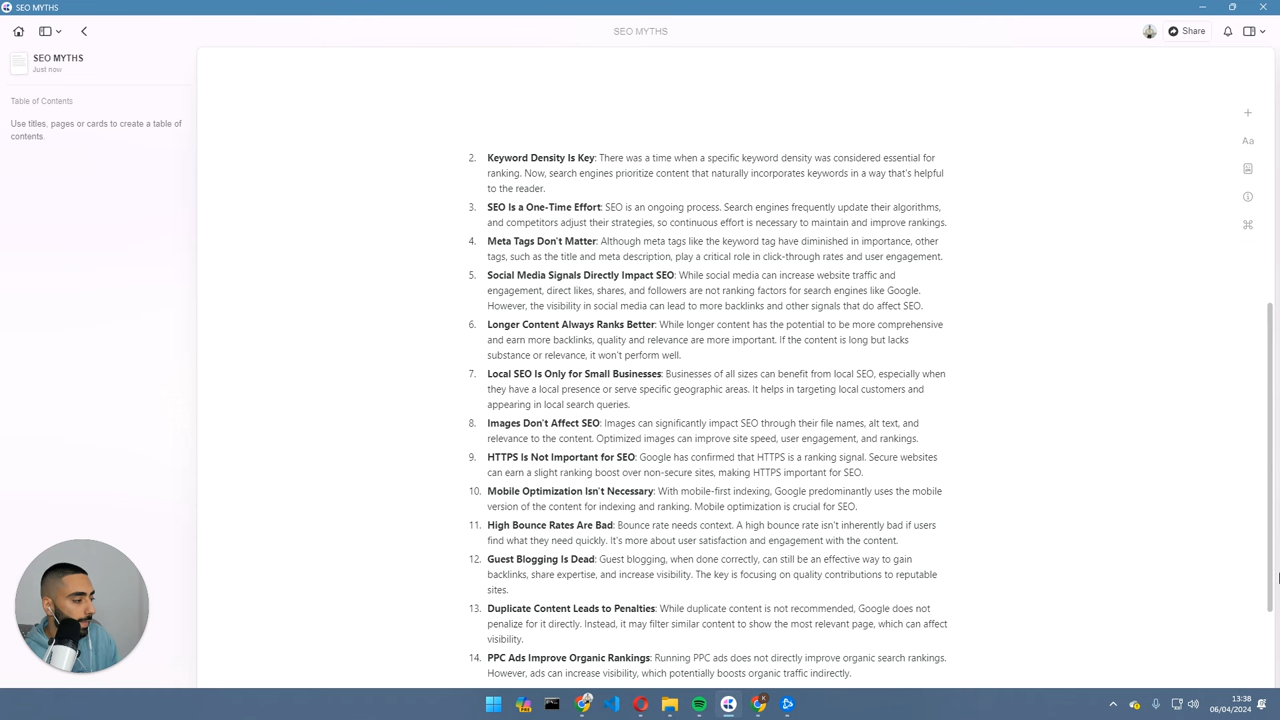 SEO MYTHS
SEO MYTHS
Share
SEO MYTHS
Just now
Table of Contents
Use titles, pages or cards to create a table of
contents.
Aa
2. Keyword Density Is Key: There was a time when a specific keyword density was considered essential for
ranking. Now, search engines prioritize content that naturally incorporates keywords in a way that's helpful
to the reader.
3. SEO Is a One-Time Effort: SEO is an ongoing process. Search engines frequently update their algorithms,
and competitors adjust their strategies, so continuous effort is necessary to maintain and improve rankings.
4. Meta Tags Don't Matter: Although meta tags like the keyword tag have diminished in importance, other
tags, such as the title and meta description, play a critical role in click-through rates and user engagement.
5. Social Media Signals Directly Impact SEO: While social media can increase website traffic and
engagement, direct likes, shares, and followers are not ranking factors for search engines like Google.
However, the visibility in social media can lead to more backlinks and other signals that do affect SEO.
6. Longer Content Always Ranks Better: While longer content has the potential to be more comprehensive
and earn more backlinks, quality and relevance are more important. If the content is long but lacks
substance or relevance, it won't perform well.
7. Local SEO Is Only for Small Businesses: Businesses of all sizes can benefit from local SEO, especially when
they have a local presence or serve specific geographic areas. It helps in targeting local customers and
appearing in local search queries.
8. Images Don't Affect SEO: Images can significantly impact SEO through their file names, alt text, and
relevance to the content. Optimized images can improve site speed, user engagement, and rankings.
9. HTTPS Is Not Important for SEO: Google has confirmed that HTTPS is a ranking signal. Secure websites
can earn a slight ranking boost over non-secure sites, making HTTPS important for SEO.
10. Mobile Optimization Isn't Necessary: With mobile-first indexing, Google predominantly uses the mobile
version of the content for indexing and ranking. Mobile optimization is crucial for SEO.
11. High Bounce Rates Are Bad: Bounce rate needs context. A high bounce rate isn't inherently bad if users
find what they need quickly. It's more about user satisfaction and engagement with the content.
12. Guest Blogging Is Dead: Guest blogging, when done correctly, can still be an effective way to gain
backlinks, share expertise, and increase visibility. The key is focusing on quality contributions to reputable
sites.
13. Duplicate Content Leads to Penalties: While duplicate content is not recommended, Google does not
penalize for it directly. Instead, it may filter similar content to show the most relevant page, which can affect
visibility.
14. PPC Ads Improve Organic Rankings: Running PPC ads does not directly improve organic search rankings.
However, ads can increase visibility, which potentially boosts organic traffic indirectly.
13:38
06/04/2024